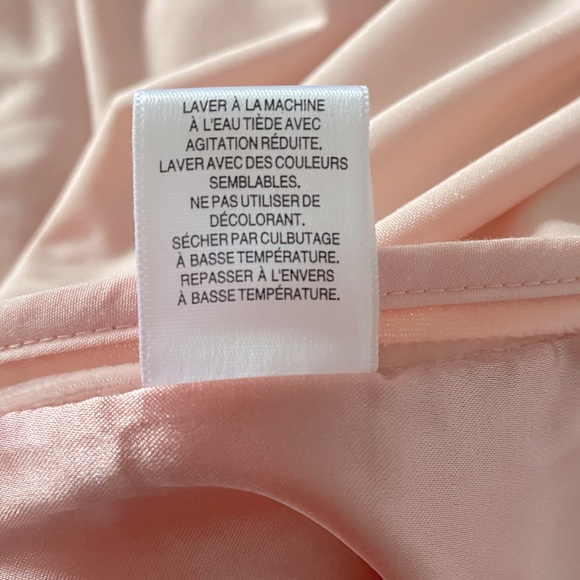 LAVER À LA MACHINE
À L'EAU TIÈDE AVEC
AGITATION RÉDUITE,
LAVER AVEC DES COULEURS
SEMBLABLES.
NE PAS UTILISER DE
DÉCOLORANT.
SÉCHER PAR CULBUTAGE
À BASSE TEMPÉRATURE.
REPASSER À L'ENVERS
À BASSE TEMPÉRATURE.